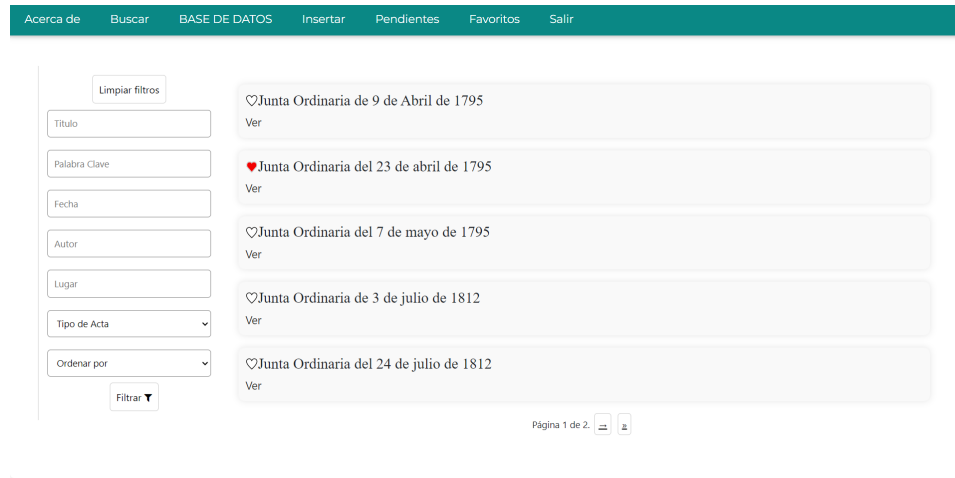 Acerca de Buscar BASE DE DATOS Insertar Pendientes Favoritos Salir
Limpiar filtros
Titulo
Palabra Clave
Fecha
Autor
Lugar
Tipo de Acta
Ordenar por
Filtrar
♡Junta Ordinaria de 9 de Abril de 1795
Ver
♥Junta Ordinaria del 23 de abril de 1795
Ver
♡Junta Ordinaria del 7 de mayo de 1795
Ver
♡Junta Ordinaria de 3 de julio de 1812
Ver
♡Junta Ordinaria del 24 de julio de 1812
Ver
Página 1 de 2. → »